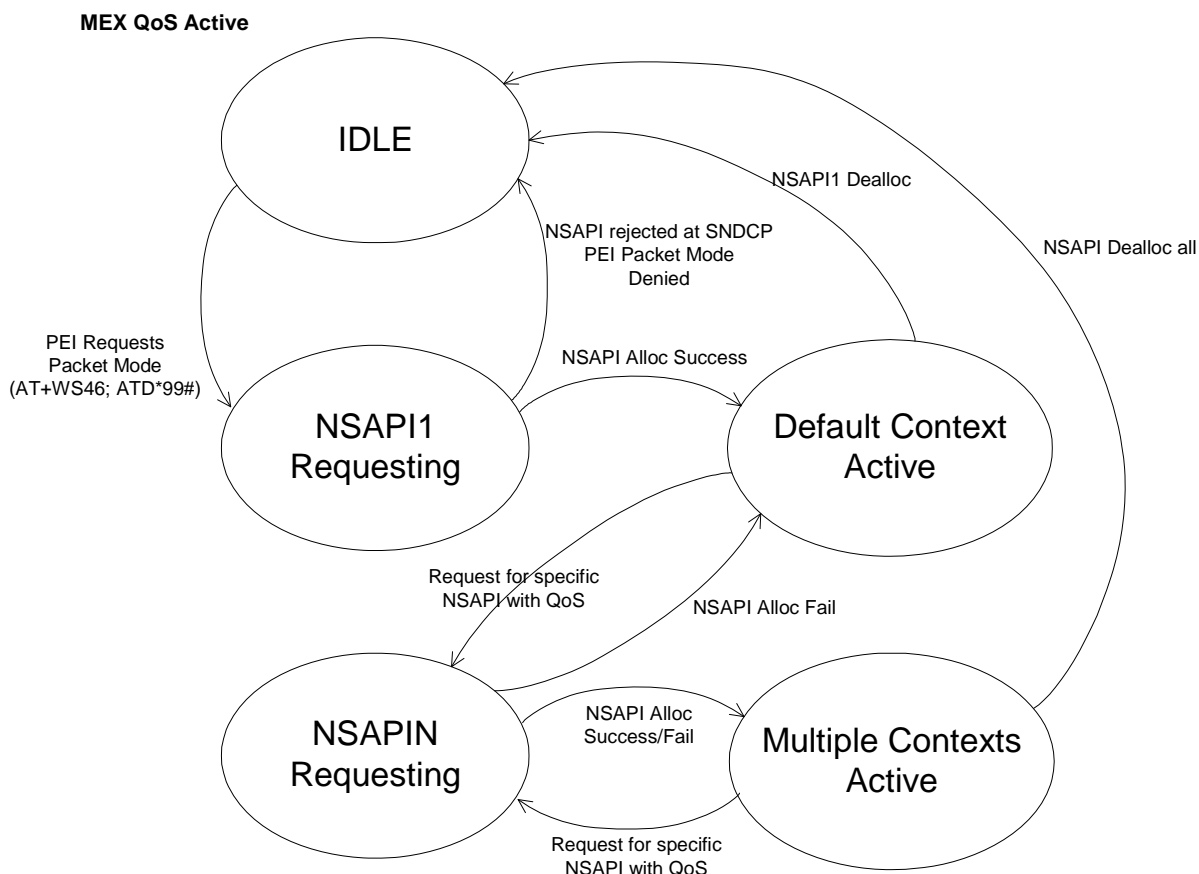 MEX QoS Active
IDLE
NSAPI1 Dealloc
NSAPI rejected at SNDCP
PEI Packet Mode
Denied
NSAPI Dealloc all
PEI Requests
Packet Mode
(AT+WS46; ATD*99#)
NSAPI Alloc Success
NSAPI1
Requesting
Default Context
Active
Request for specific
NSAPI with QoS
NSAPI Alloc Fail
NSAPIN
Requesting
NSAPI Alloc
Success/Fail
Multiple Contexts
Active
Request for specific
NSAPI with QoS